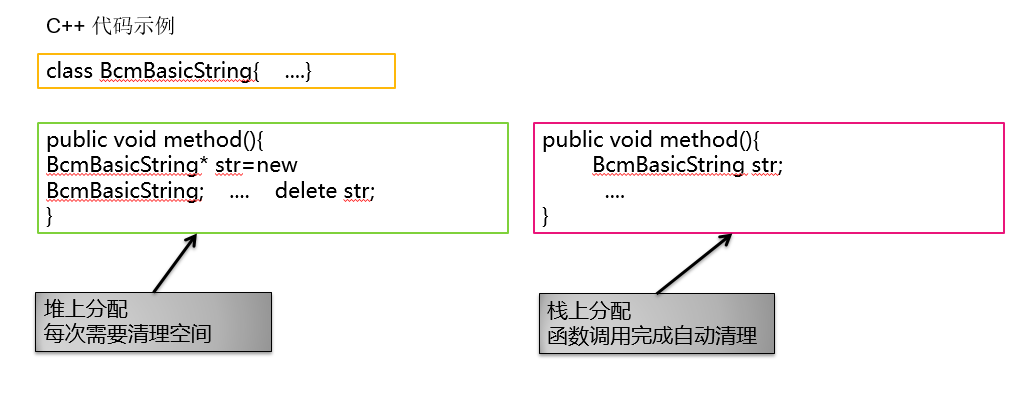 C++ 代码示例
class BcmBasicString{    ....}
public void method(){
BcmBasicString* str=new
BcmBasicString;    ....    delete str;
}
public void method(){
BcmBasicString str;
....
}
堆上分配
每次需要清理空间
栈上分配
函数调用完成自动清理